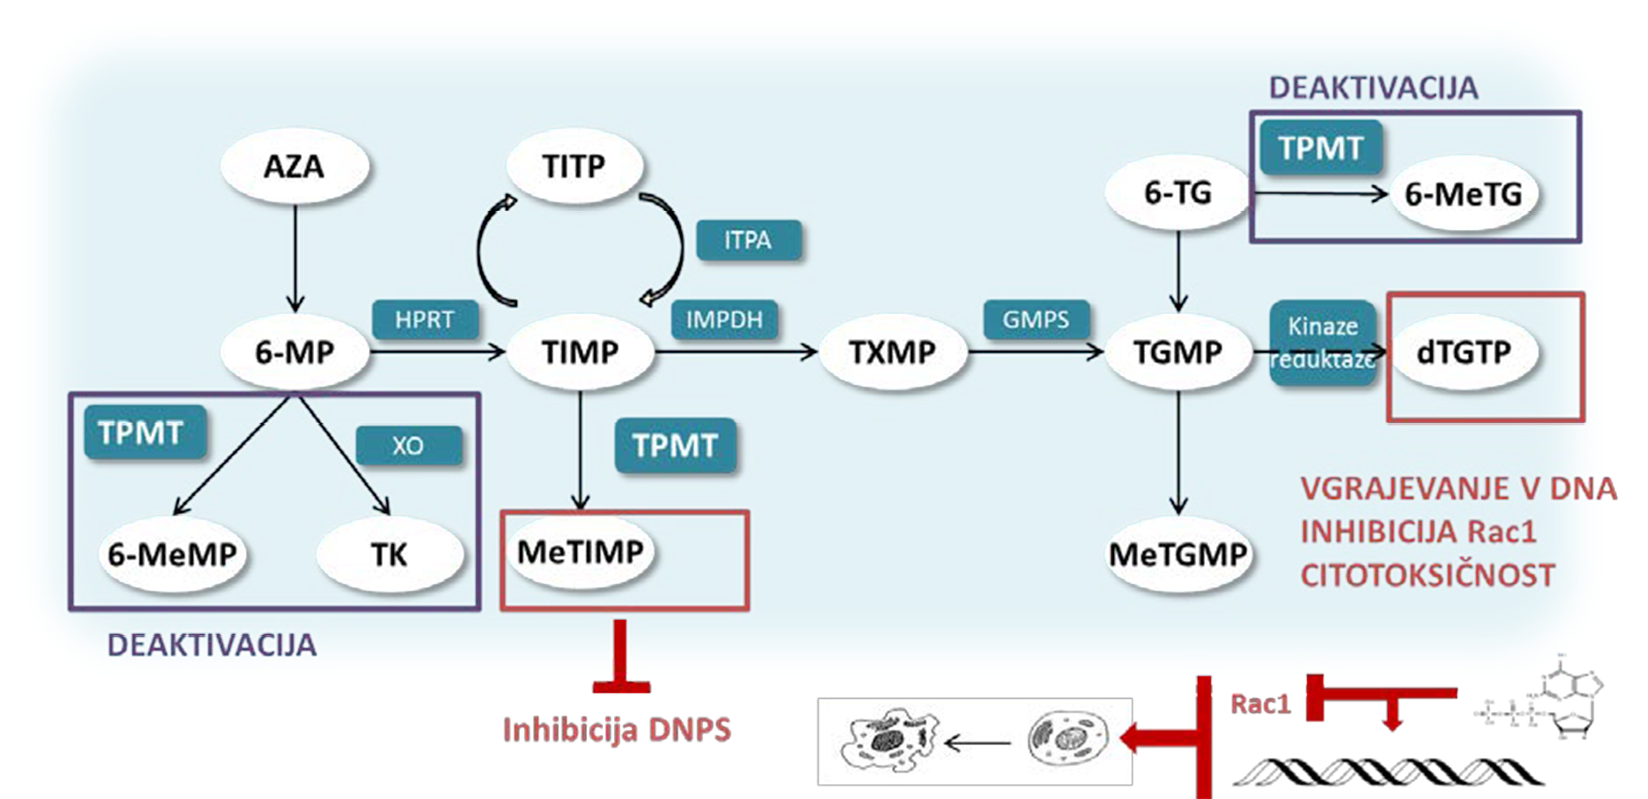 DEAKTIVACIJA
AZA
TITP
TPMT
6-TG
6-MeTG
ITPA
HPRT
IMPDH
GMPS
Kinaze
reduktaze
6-MP
TIMP
TXMP
TGMP
dTGTP
TPMT
XO
TPMT
6-MeMP
TK
MeTIMP
MeTGMP
VGRAJEVANJE V DNA
INHIBICIJA Rac1
CITOTOKSIČNOST
DEAKTIVACIJA
Inhibicija DNPS
Rac1